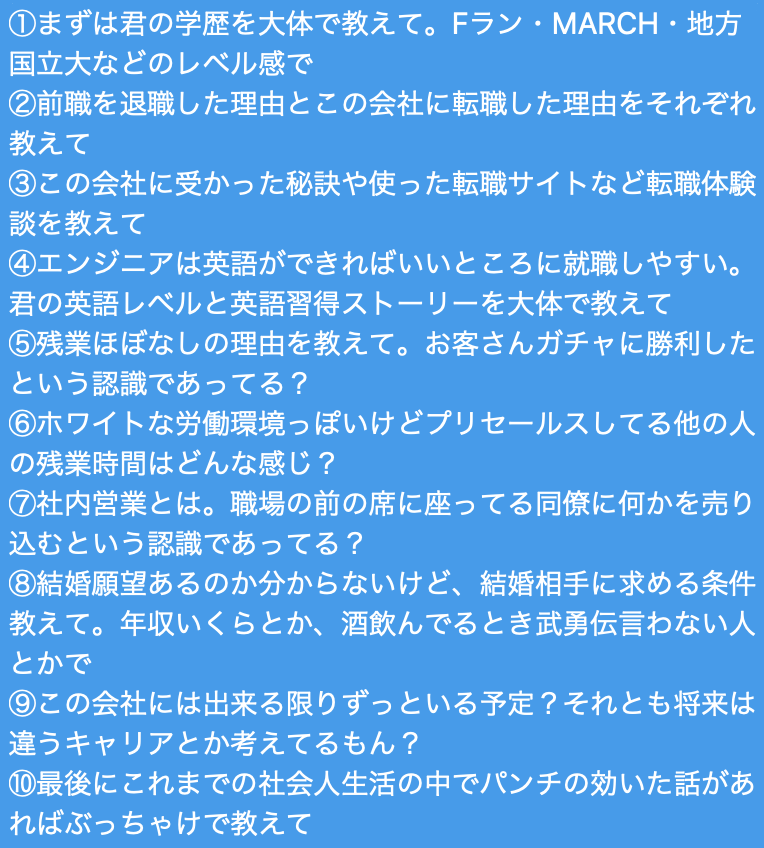 ①まずは君の学歴を大体で教えて。Fラン・MARCH・地方
国立大などのレベル感で
②前職を退職した理由とこの会社に転職した理由をそれぞれ
教えて
③この会社に受かった秘訣や使った転職サイトなど転職体験
談を教えて
④エンジニアは英語ができればいいところに就職しやすい。
君の英語レベルと英語習得ストーリーを大体で教えて
⑤残業ほぼなしの理由を教えて。お客さんガチャに勝利した
という認識であってる？
⑥ホワイトな労働環境っぽいけどプリセールスしてる他の人
の残業時間はどんな感じ？
⑦社内営業とは。職場の前の席に座ってる同僚に何かを売り
込むという認識であってる？
⑧結婚願望あるのか分からないけど、結婚相手に求める条件
教えて。年収いくらとか、酒飲んでるとき武勇伝言わない人
とかで
⑨この会社には出来る限りずっといる予定？それとも将来は
違うキャリアとか考えてるもん？
⑩最後にこれまでの社会人生活の中でパンチの効いた話があ
ればぶっちゃけで教えて